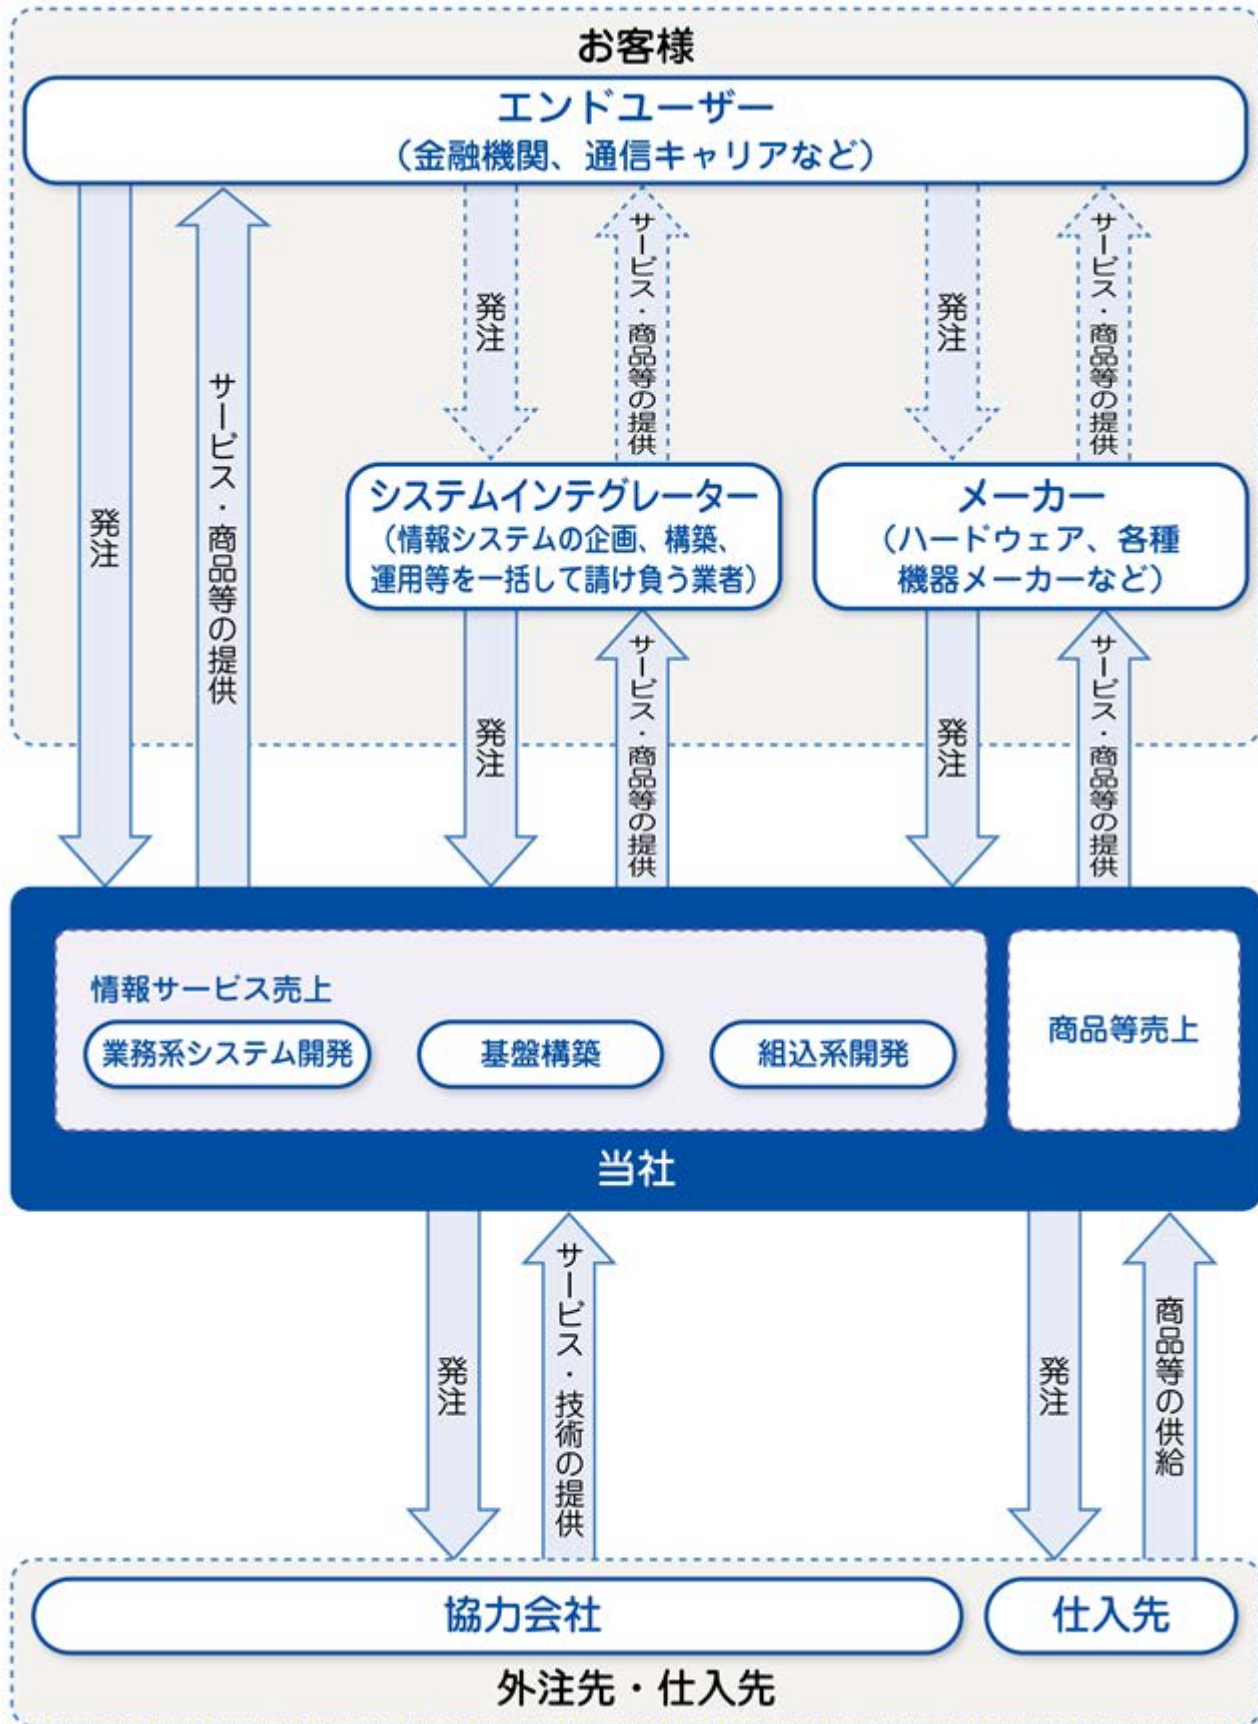 お客様
エンドユーザー
（金融機関、通信キャリアなど）
発注
サービス・商品等の提供
発注
サービス・商品等の提供
発注
サービス・商品等の提供
システムインテグレーター
（情報システムの企画、構築、
運用等を一括して請け負う業者）
メーカー
（ハードウェア、各種
機器メーカーなど）
発注
サービス・商品等の提供
発注
サービス・商品等の提供
情報サービス売上
業務系システム開発
基盤構築
組込系開発
商品等売上
当社
発注
サービス・技術の提供
発注
商品等の供給
協力会社
仕入先
外注先・仕入先